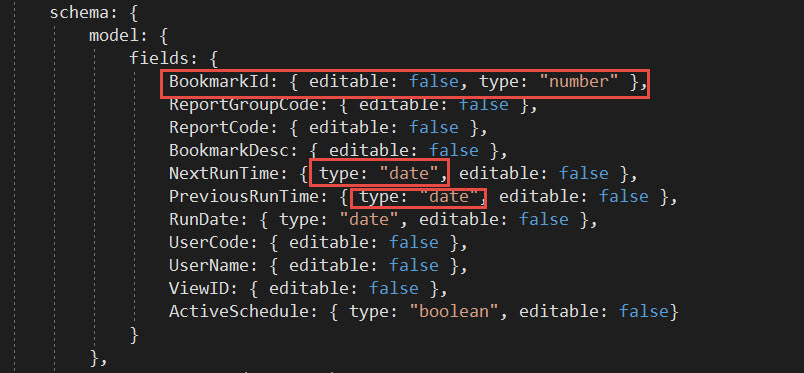 schema: {
model: {
fields: {
BookmarkId: { editable: false, type: "number" },
ReportGroupCode: { editable: false },
ReportCode: { editable: false },
BookmarkDesc: { editable: false },
NextRunTime: { type: "date", editable: false },
PreviousRunTime: { type: "date", editable: false },
RunDate: { type: "date", editable: false },
UserCode: { editable: false },
UserName: { editable: false },
ViewID: { editable: false },
ActiveSchedule: { type: "boolean", editable: false}
}
},